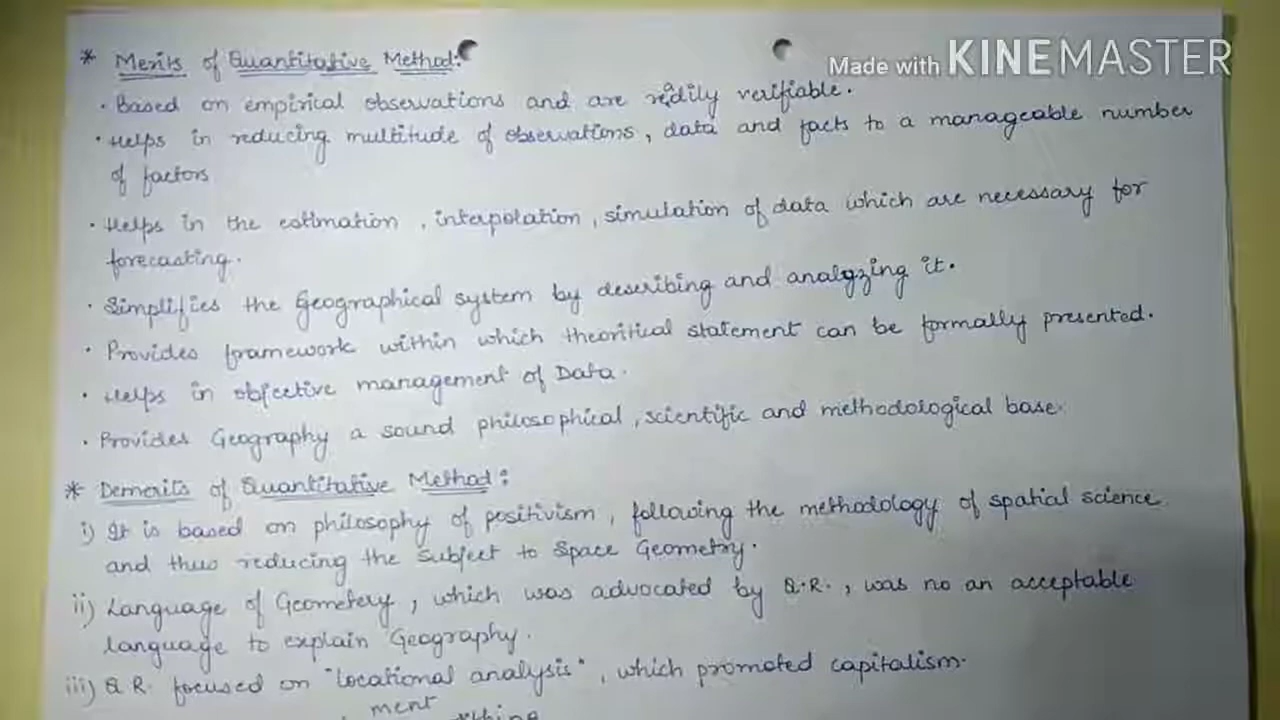 Made with KINEMASTER
* Merits of Quantitative Method:
• Based on empirical observations and are redily verifiable.
• Helps in reducing multitude of observations, data and facts to a manageable number
of factors
• Helps in the estimation, interpolation, simulation of data which are necessary for
forecasting.
• Simplifies the Geographical system by describing and analyzing it.
• Provides framework within which theoritical statement can be formally presented.
• Helps in objective management of Data.
• Provides Geography a sound philosophical, scientific and methodological base.
* Demerits of Quantitative Method:
i) It is based on philosophy of positivism, following the methodology of spatial science
and thus reducing the subject to Space Geometry.
ii) Language of Geometery, which was advocated by Q.R., was no an acceptable
language to explain Geography.
iii) Q.R. focused on "locational analysis", which promoted capitalism.
ment